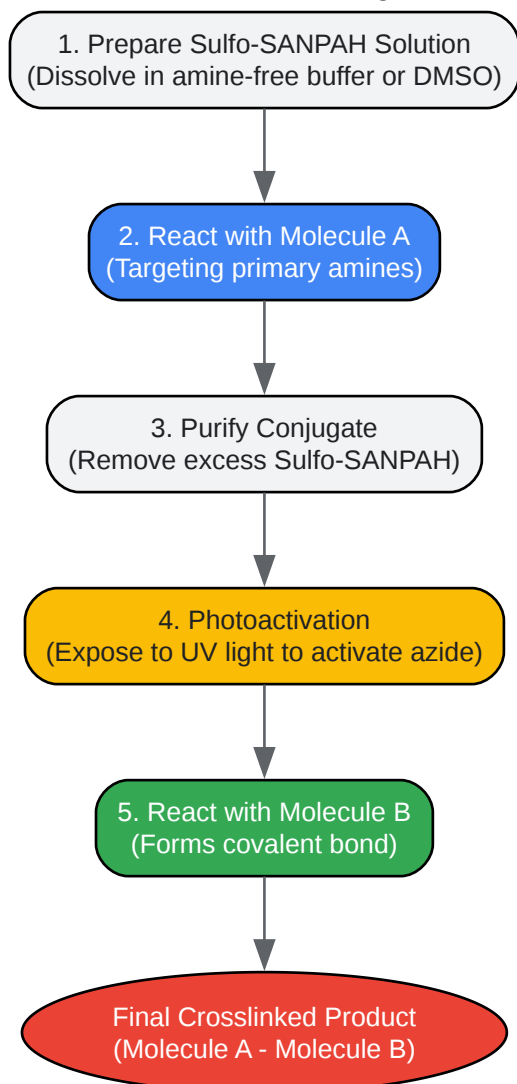 1. Prepare Sulfo-SANPAH Solution
(Dissolve in amine-free buffer or DMSO)
2. React with Molecule A
(Targeting primary amines)
3. Purify Conjugate
(Remove excess Sulfo-SANPAH)
4. Photoactivation
(Expose to UV light to activate azide)
5. React with Molecule B
(Forms covalent bond)
Final Crosslinked Product
(Molecule A - Molecule B)